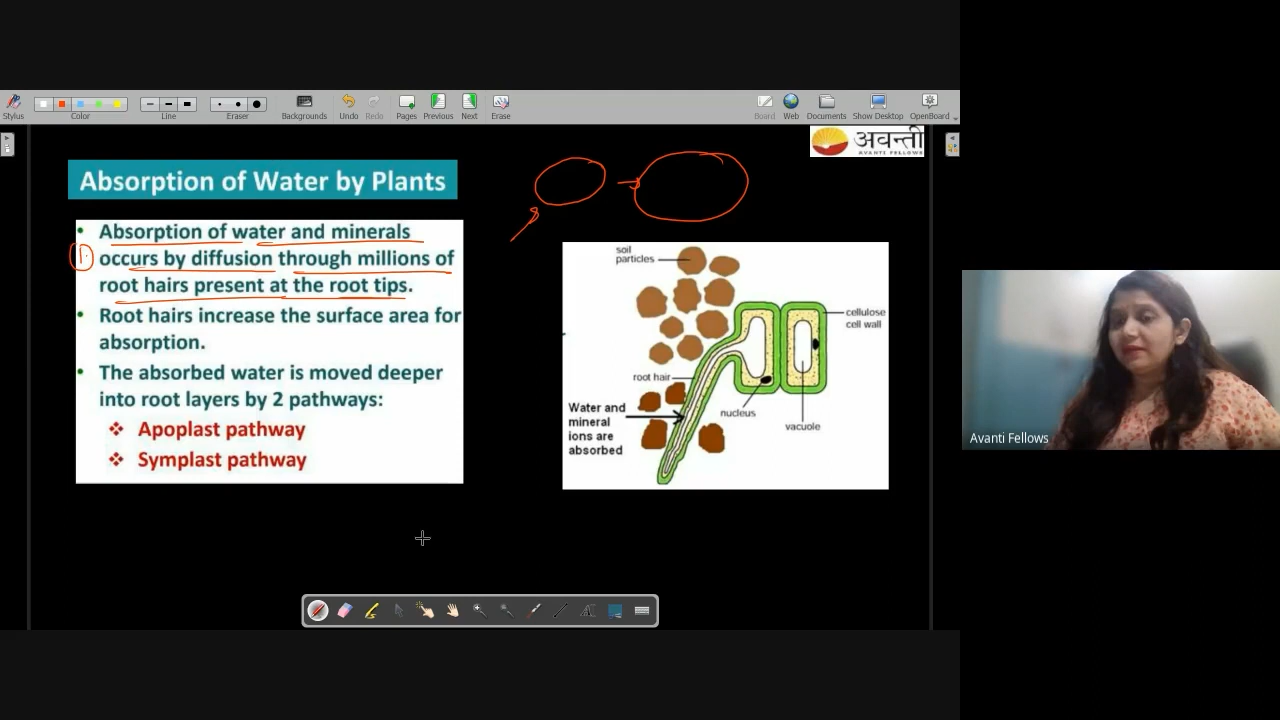 Stylus
Color
Line
Eraser
Backgrounds
Undo
Redo
Pages
Previous
Next
Erase
Board
Web
Documents
Show Desktop
OpenBoard
अवन्ती
AVANTI FELLOWS
Absorption of Water by Plants
• Absorption of water and minerals
1.
occurs by diffusion through millions of
root hairs present at the root tips.
• Root hairs increase the surface area for
absorption.
• The absorbed water is moved deeper
into root layers by 2 pathways:
❖ Apoplast pathway
❖ Symplast pathway
soil
particles
cellulose
cell wall
root hair
Water and
mineral
ions are
absorbed
nucleus
vacuole
Avanti Fellows